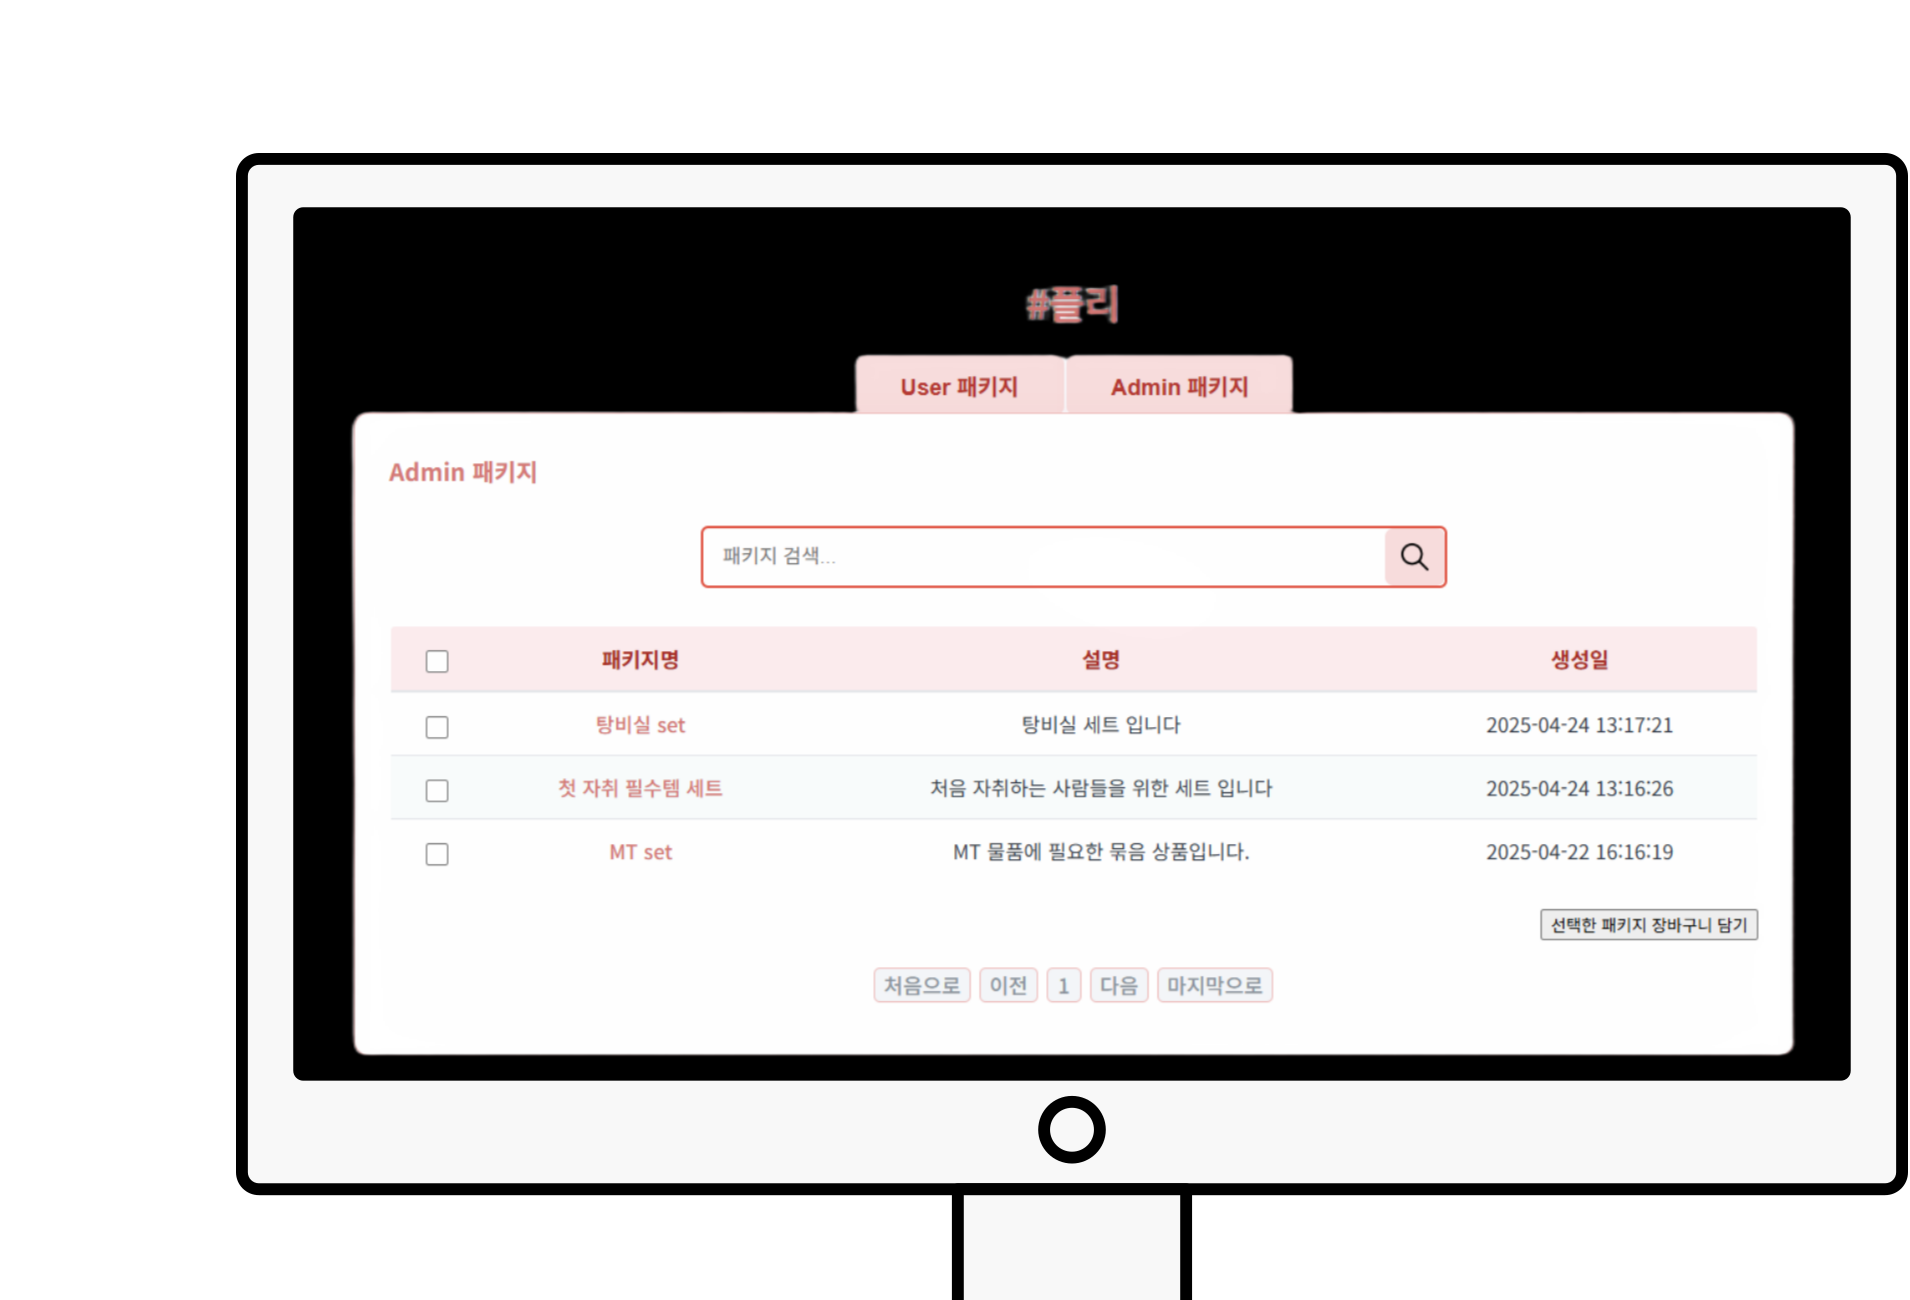 #플리
User 패키지 Admin 패키지
Admin 패키지
패키지 검색...
패키지명 설명 생성일
탕비실 set 탕비실 세트 입니다 2025-04-24 13:17:21
첫 자취 필수템 세트 처음 자취하는 사람들을 위한 세트 입니다 2025-04-24 13:16:26
MT set MT 물품에 필요한 묶음 상품입니다. 2025-04-22 16:16:19
선택한 패키지 장바구니 담기
처음으로 이전 1 다음 마지막으로